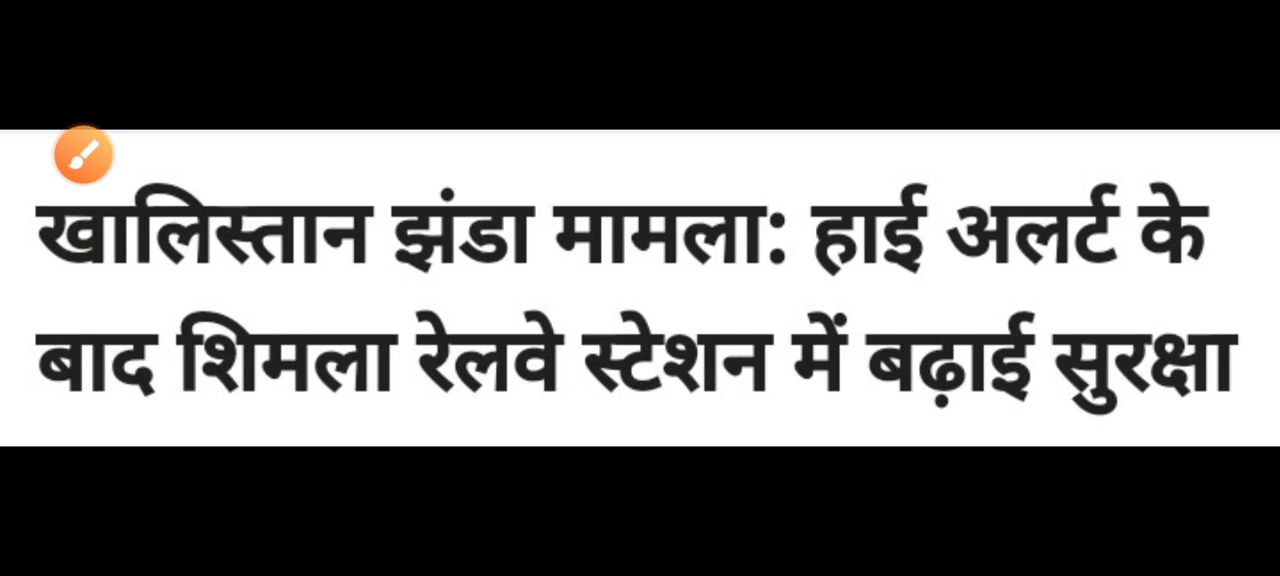 खालिस्तान झंडा मामला: हाई अलर्ट के
बाद शिमला रेलवे स्टेशन में बढ़ाई सुरक्षा